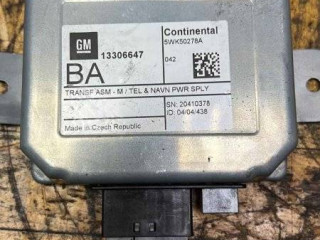 GM
13306647
Continental
5WK50278A
BA
042
TRANSF ASM - M / TEL & NAVN PWR SPLY
SN: 20410378
ID: 04/04/438
Made in Czech Republic